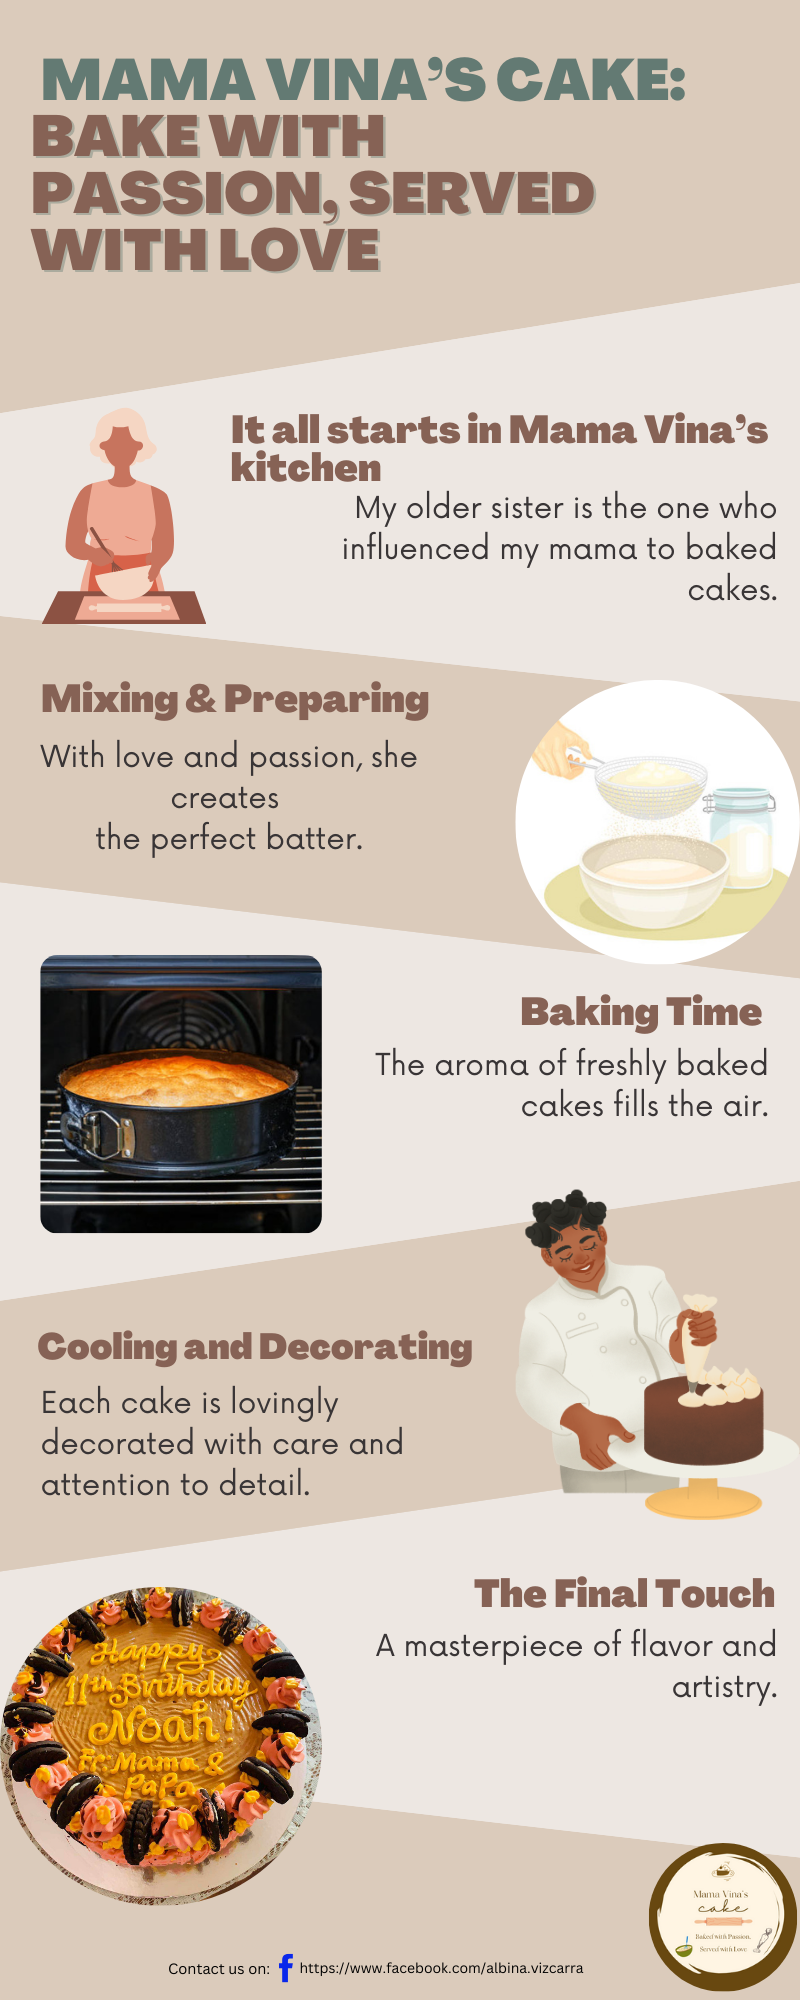 MAMA VINA’S CAKE:
BAKE WITH
PASSION, SERVED
WITH LOVE
It all starts in Mama Vina’s
kitchen
My older sister is the one who
influenced my mama to baked
cakes.
Mixing & Preparing
With love and passion, she
creates
the perfect batter.
Baking Time
The aroma of freshly baked
cakes fills the air.
Cooling and Decorating
Each cake is lovingly
decorated with care and
attention to detail.
The Final Touch
A masterpiece of flavor and
artistry.
Happy
11th Birthday
Noah!
Fr: Mama &
PaPa
Mama Vina's
cake
Baked with Passion,
Served with Love
Contact us on: f https://www.facebook.com/albina.vizcarra